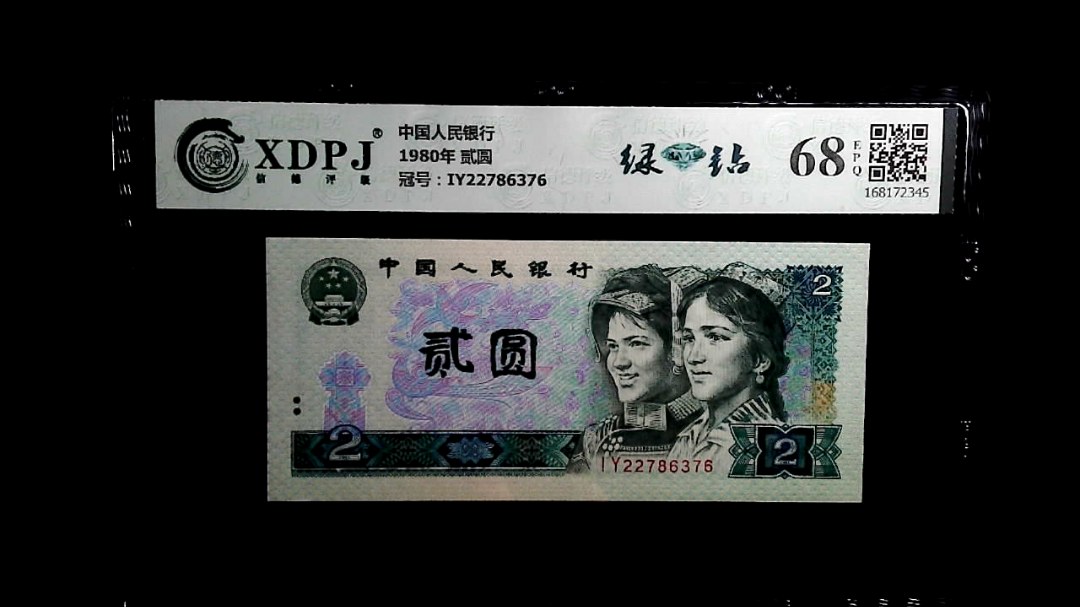 XDPJ®
信德评级
中国人民银行
1980年 贰圆
冠号：IY22786376
绿钻
68
EPQ
168172345
中国人民银行
2
贰圆
2
IY22786376
2